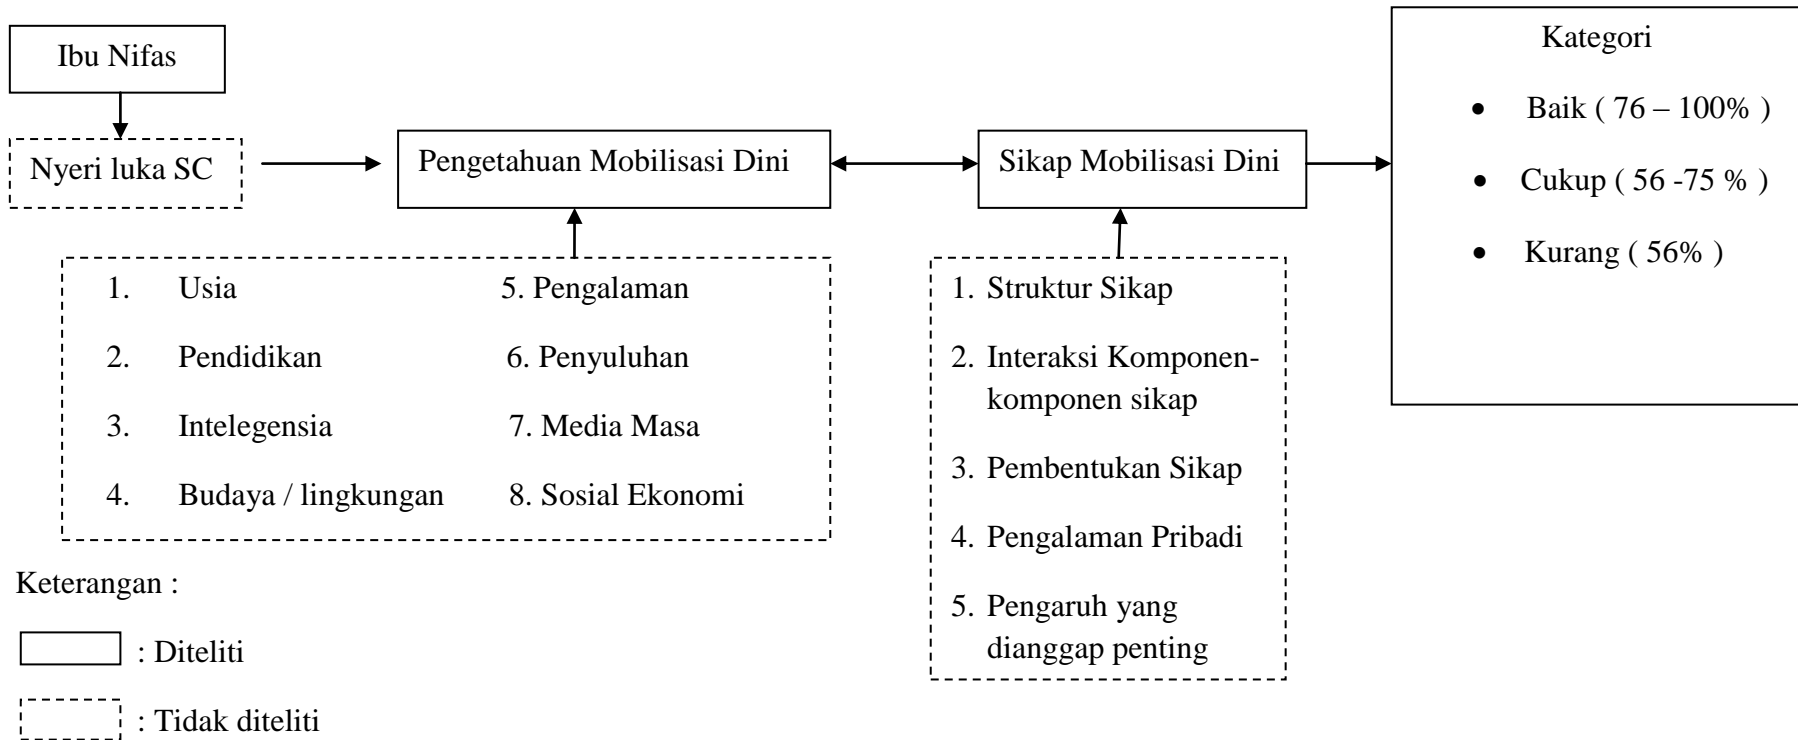 Ibu Nifas
Nyeri luka SC
Pengetahuan Mobilisasi Dini
Sikap Mobilisasi Dini
Kategori
• Baik ( 76 – 100% )
• Cukup ( 56 -75 % )
• Kurang ( 56% )
1. Usia
2. Pendidikan
3. Intelegensia
4. Budaya / lingkungan
5. Pengalaman
6. Penyuluhan
7. Media Masa
8. Sosial Ekonomi
1. Struktur Sikap
2. Interaksi Komponen-
komponen sikap
3. Pembentukan Sikap
4. Pengalaman Pribadi
5. Pengaruh yang
dianggap penting
Keterangan :
: Diteliti
: Tidak diteliti